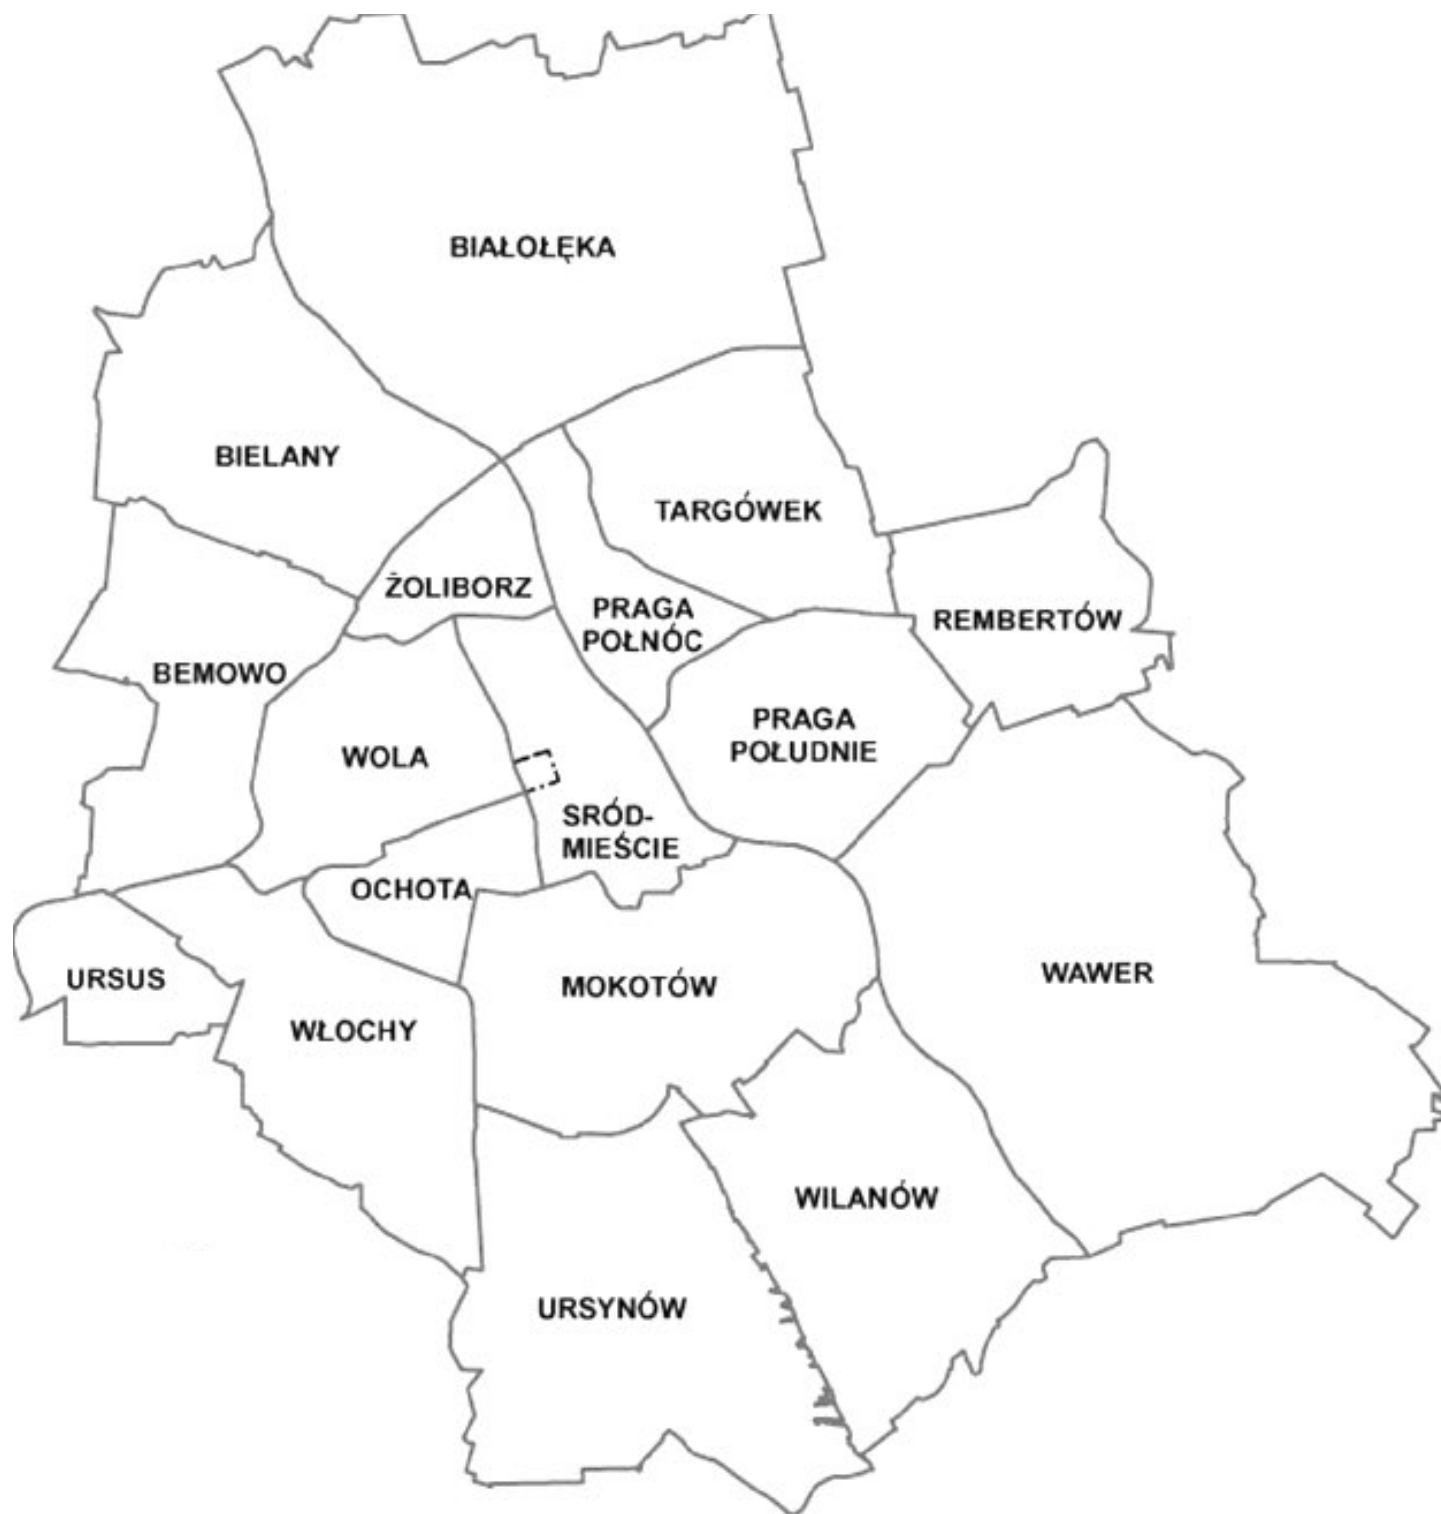 BIAŁOŁĘKA
BIELANY
TARGÓWEK
ŻOLIBORZ
PRAGA
POŁNÓC
REMBERTÓW
BEMOWO
PRAGA
POŁUDNIE
WOLA
SRÓD-
MIEŚCIE
OCHOTA
URSUS
MOKOTÓW
WAWER
WŁOCHY
WILANÓW
URSYNÓW